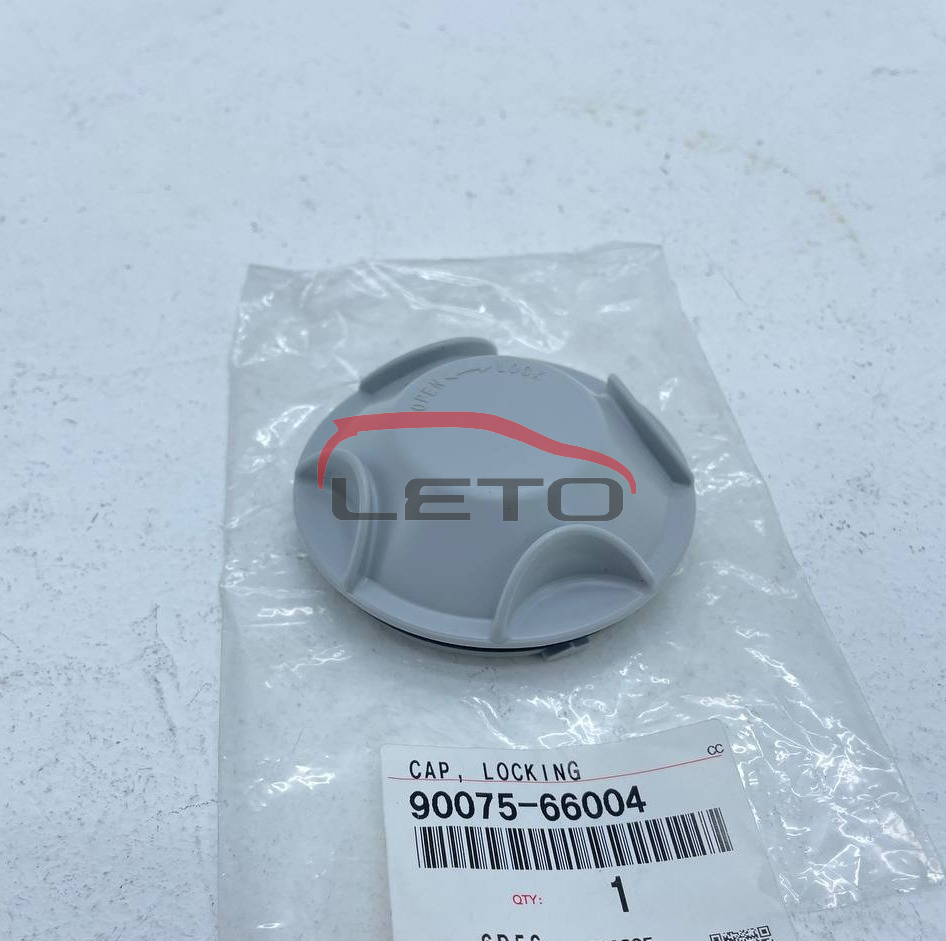 OPEN LOCK
LETO
CAP, LOCKING
CC
90075-66004
QTY: 1